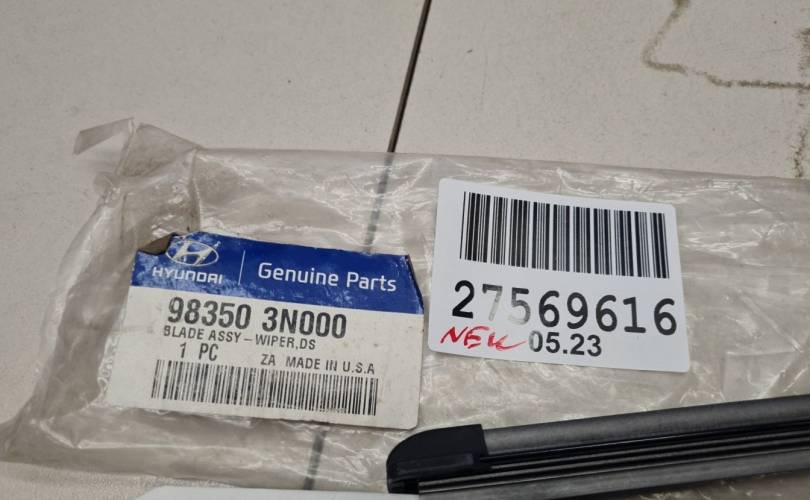 HYUNDAI
Genuine Parts
98350 3N000
BLADE ASSY-WIPER,DS
1 PC ZA MADE IN U.S.A
27569616
NEW 05.23